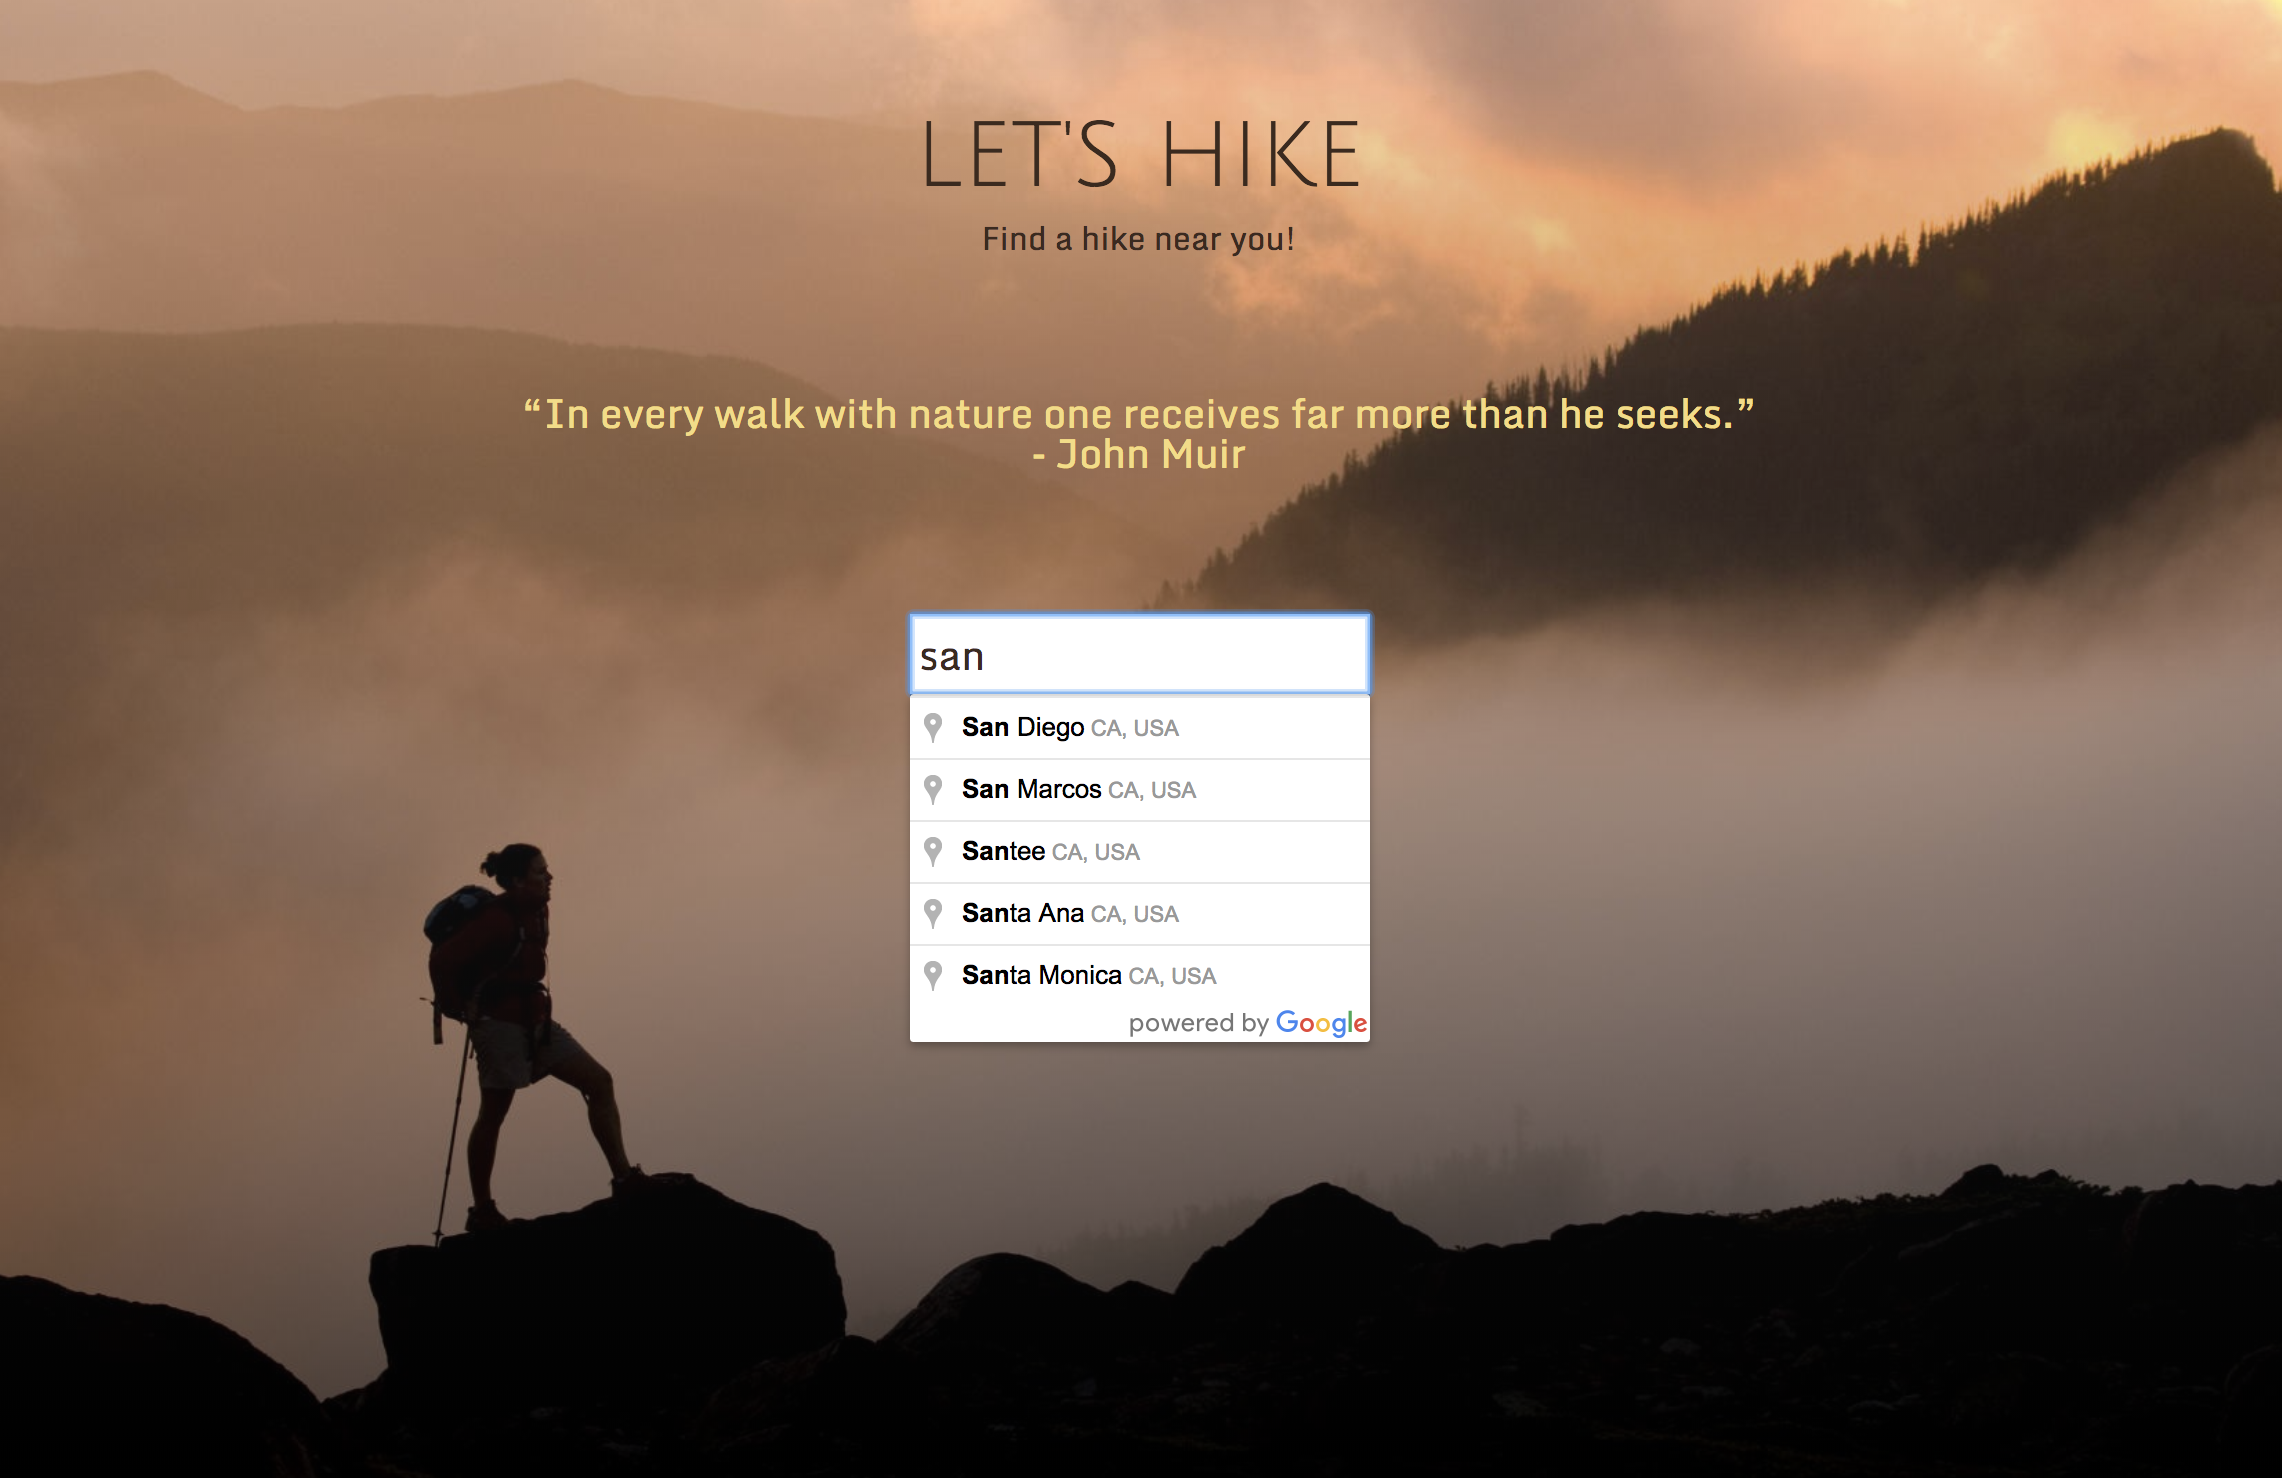 LET'S HIKE
Find a hike near you!
“In every walk with nature one receives far more than he seeks.”
- John Muir
san
San Diego CA, USA
San Marcos CA, USA
Santee CA, USA
Santa Ana CA, USA
Santa Monica CA, USA
powered by Google